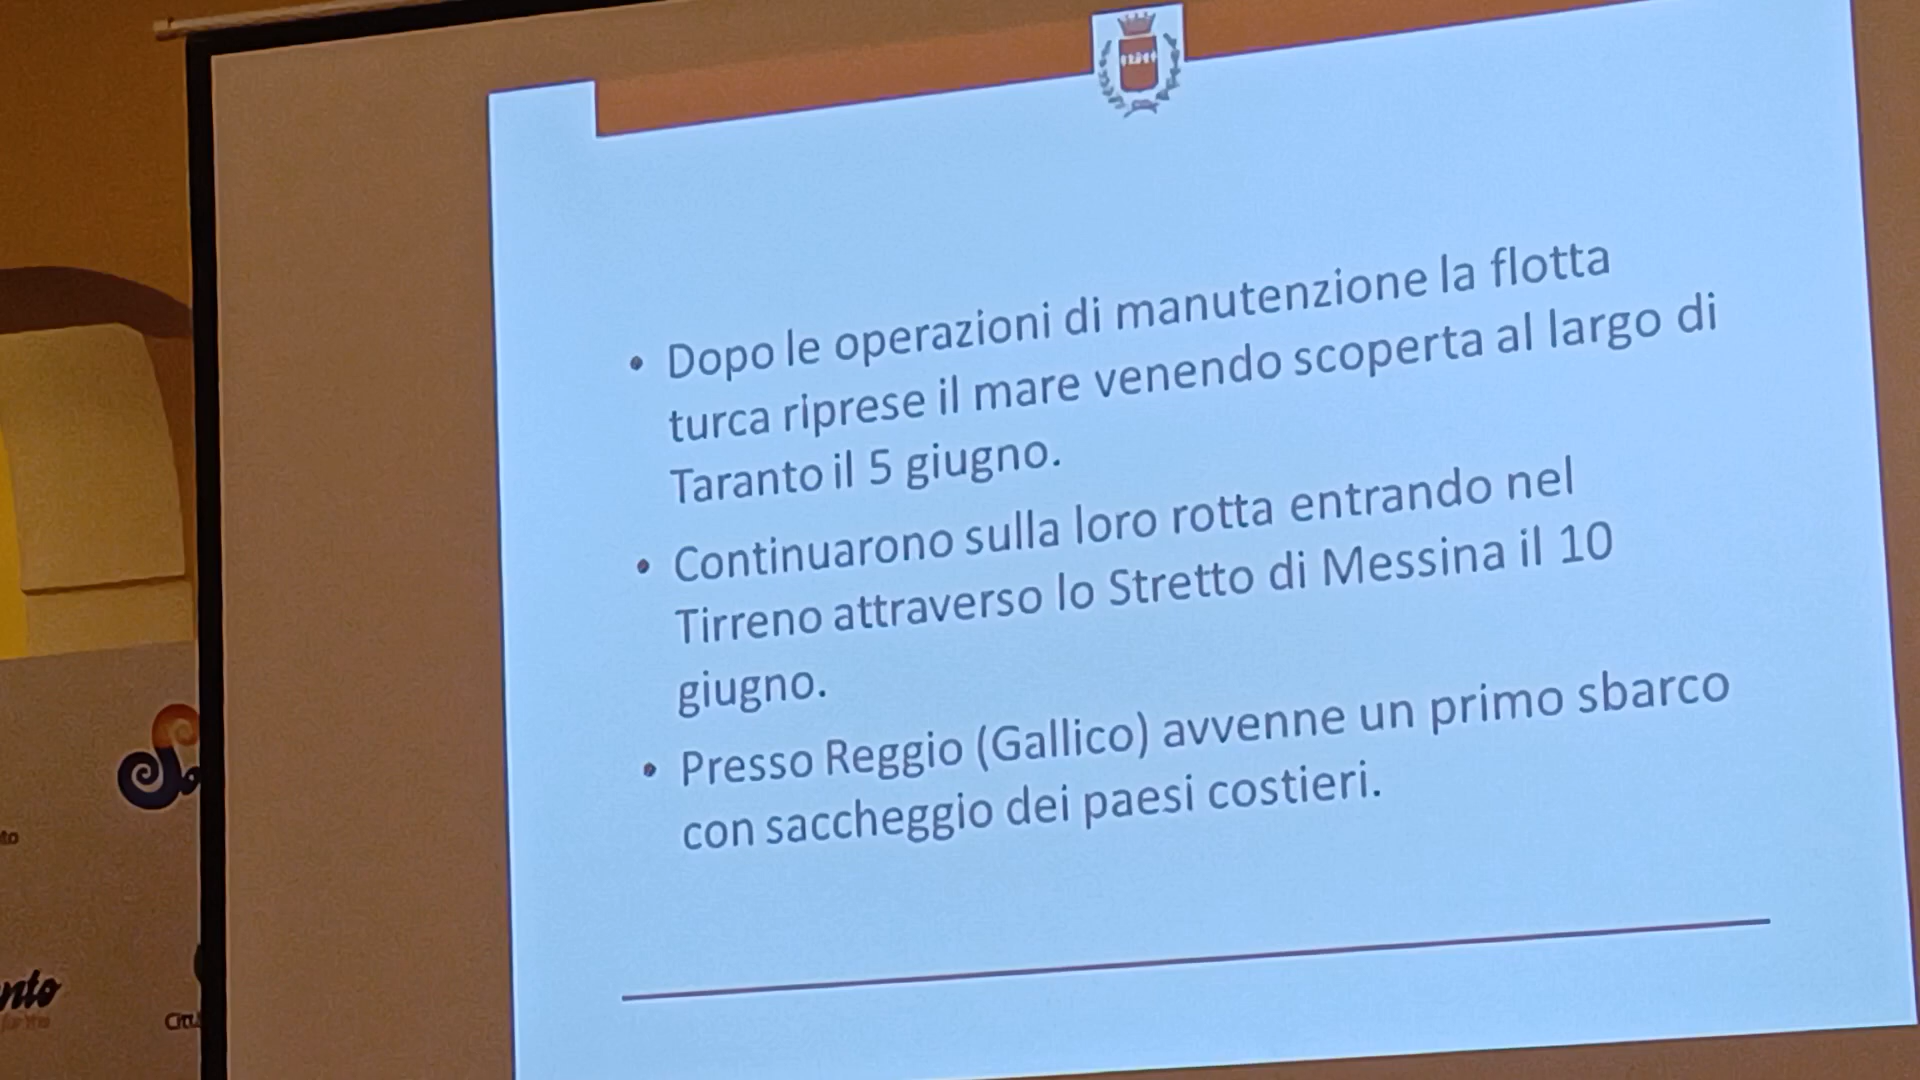 • Dopo le operazioni di manutenzione la flotta
turca riprese il mare venendo scoperta al largo di
Taranto il 5 giugno.
• Continuarono sulla loro rotta entrando nel
Tirreno attraverso lo Stretto di Messina il 10
giugno.
• Presso Reggio (Gallico) avvenne un primo sbarco
con saccheggio dei paesi costieri.
to
nto